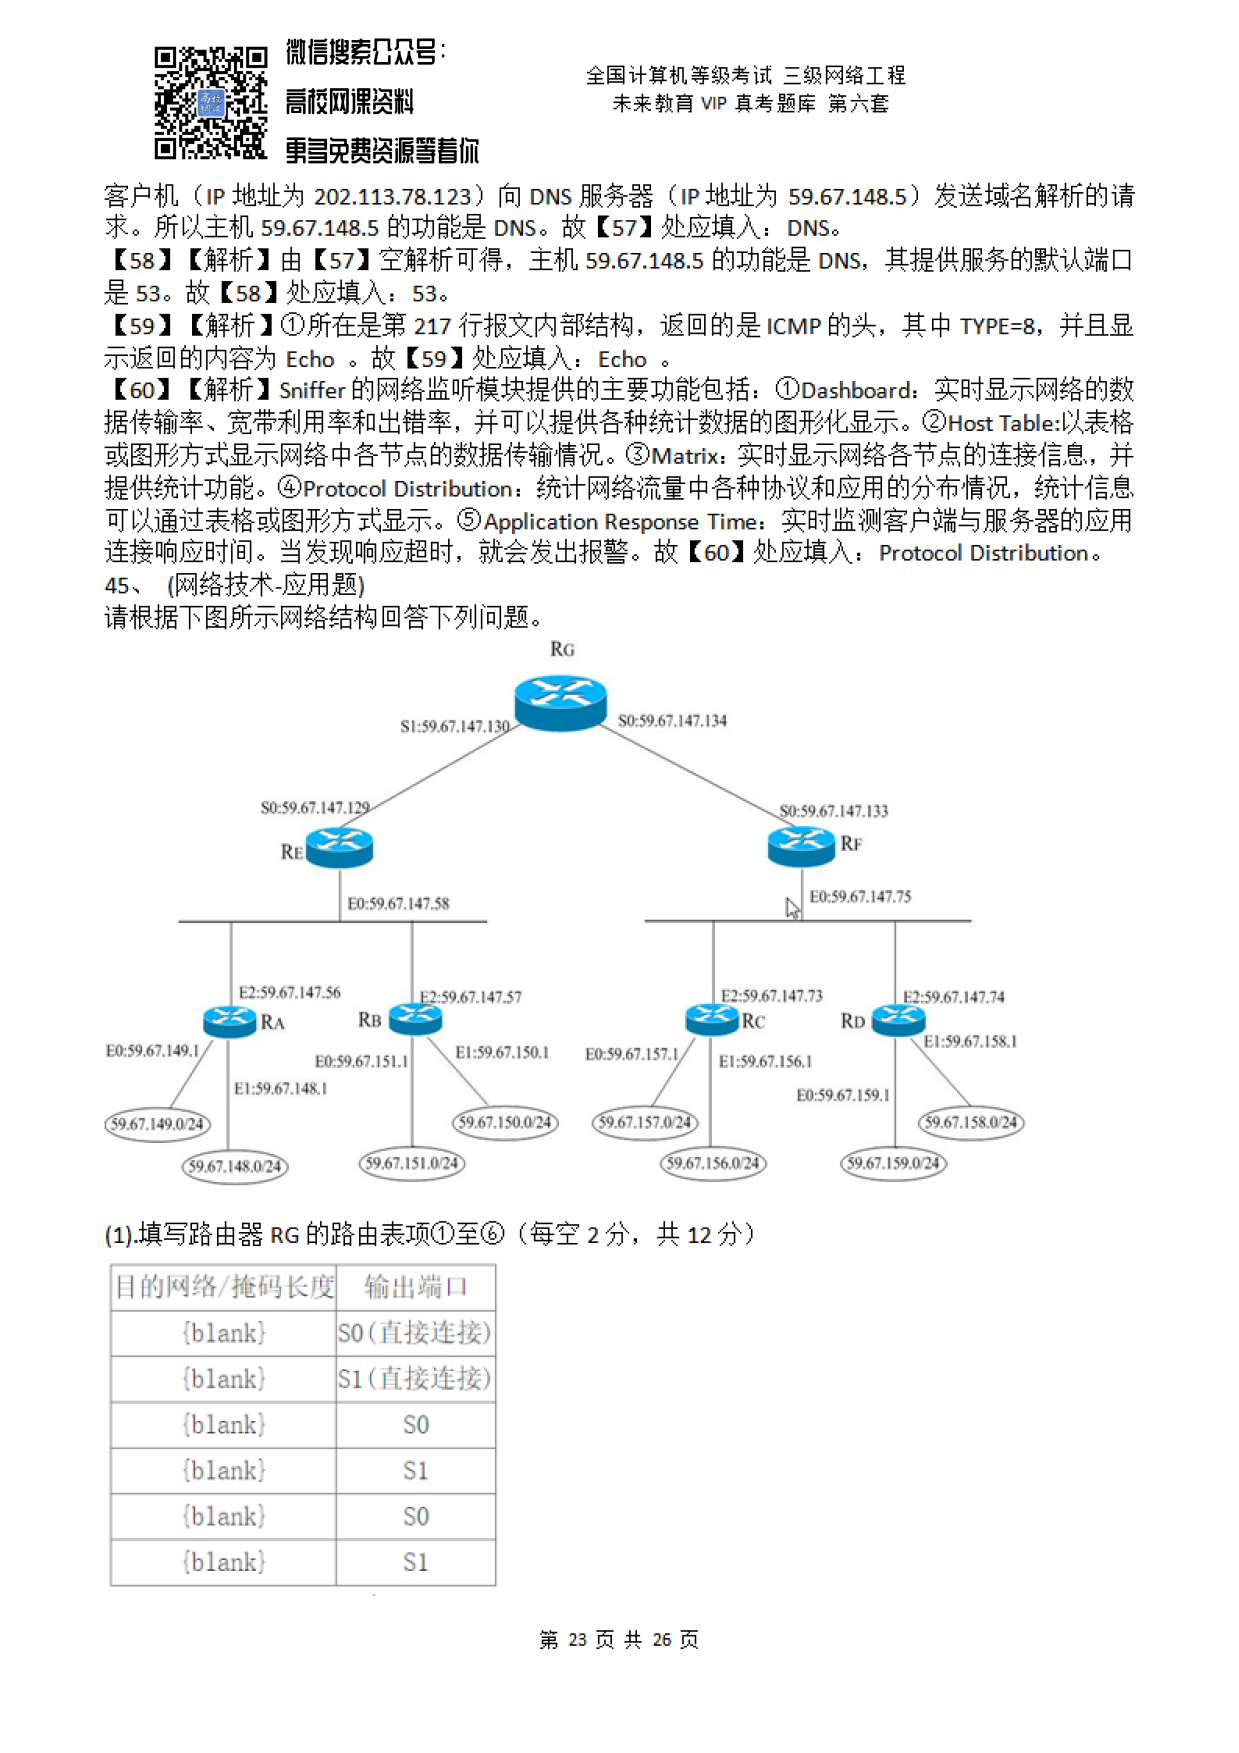 微信搜索公众号：
高校网课资料
更多免费资源等着你
全国计算机等级考试 三级网络工程
未来教育 VIP 真考题库 第六套
客户机（IP 地址为 202.113.78.123）向 DNS 服务器（IP 地址为 59.67.148.5）发送域名解析的请
求。所以主机 59.67.148.5 的功能是 DNS。故【57】处应填入：DNS。
【58】【解析】由【57】空解析可得，主机 59.67.148.5 的功能是 DNS，其提供服务的默认端口
是 53。故【58】处应填入：53。
【59】【解析】①所在是第 217 行报文内部结构，返回的是 ICMP 的头，其中 TYPE=8，并且显
示返回的内容为 Echo 。故【59】处应填入：Echo 。
【60】【解析】Sniffer 的网络监听模块提供的主要功能包括：①Dashboard：实时显示网络的数
据传输率、宽带利用率和出错率，并可以提供各种统计数据的图形化显示。②Host Table:以表格
或图形方式显示网络中各节点的数据传输情况。③Matrix：实时显示网络各节点的连接信息，并
提供统计功能。④Protocol Distribution：统计网络流量中各种协议和应用的分布情况，统计信息
可以通过表格或图形方式显示。⑤Application Response Time：实时监测客户端与服务器的应用
连接响应时间。当发现响应超时，就会发出报警。故【60】处应填入：Protocol Distribution。
45、 (网络技术-应用题)
请根据下图所示网络结构回答下列问题。
RG
S1:59.67.147.130
S0:59.67.147.134
S0:59.67.147.129
S0:59.67.147.133
RE
RF
E0:59.67.147.58
E0:59.67.147.75
E2:59.67.147.56
E2:59.67.147.57
E2:59.67.147.73
E2:59.67.147.74
RA
RB
RC
RD
E0:59.67.149.1
E0:59.67.151.1
E1:59.67.150.1
E0:59.67.157.1
E1:59.67.156.1
E1:59.67.158.1
E1:59.67.148.1
E0:59.67.159.1
59.67.149.0/24
59.67.150.0/24
59.67.157.0/24
59.67.158.0/24
59.67.148.0/24
59.67.151.0/24
59.67.156.0/24
59.67.159.0/24
(1).填写路由器 RG 的路由表项①至⑥（每空 2 分，共 12 分）
目的网络/掩码长度 输出端口
{blank} S0(直接连接)
{blank} S1(直接连接)
{blank} S0
{blank} S1
{blank} S0
{blank} S1
第 23 页 共 26 页